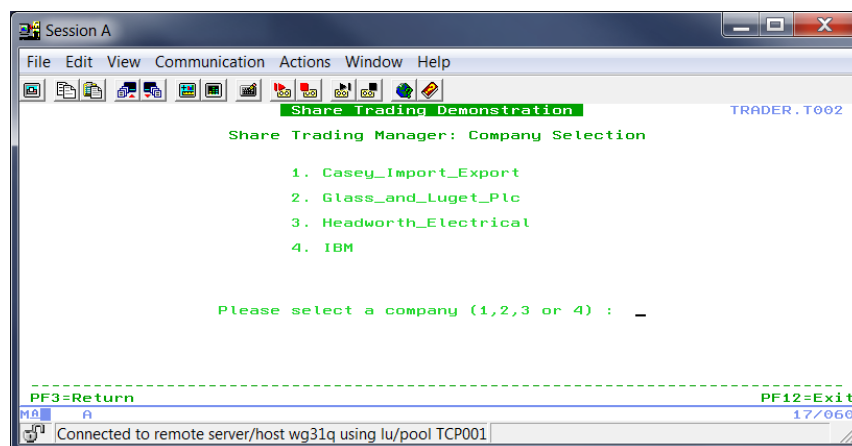 Session A
File Edit View Communication Actions Window Help
Share Trading Demonstration TRADER.T002
Share Trading Manager: Company Selection
1. Casey_Import_Export
2. Glass_and_Luget_Plc
3. Headworth_Electrical
4. IBM
Please select a company (1,2,3 or 4) : _
PF3=Return PF12=Exit
MA A 17/060
Connected to remote server/host wg31q using lu/pool TCP001